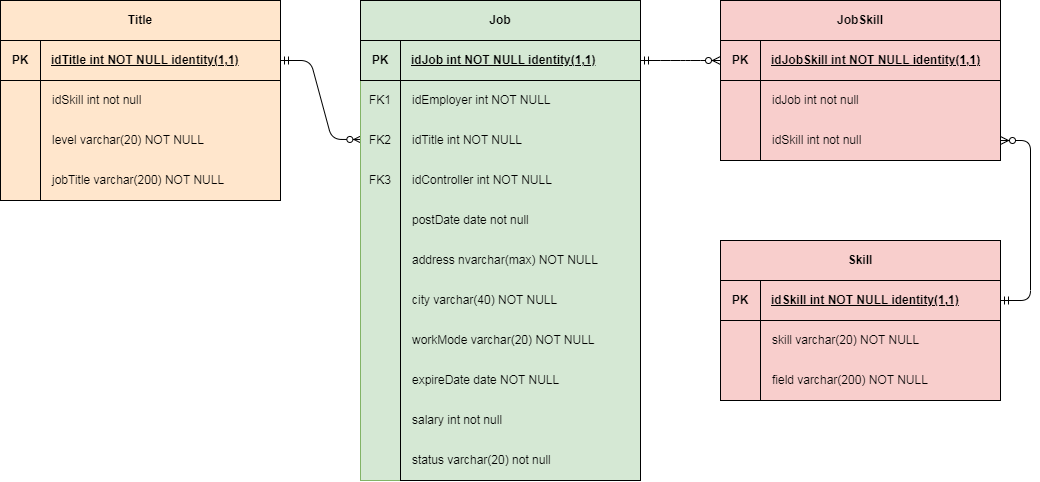 Title
PK idTitle int NOT NULL identity(1,1)
idSkill int not null
level varchar(20) NOT NULL
jobTitle varchar(200) NOT NULL
Job
PK idJob int NOT NULL identity(1,1)
FK1 idEmployer int NOT NULL
FK2 idTitle int NOT NULL
FK3 idController int NOT NULL
postDate date not null
address nvarchar(max) NOT NULL
city varchar(40) NOT NULL
workMode varchar(20) NOT NULL
expireDate date NOT NULL
salary int not null
status varchar(20) not null
JobSkill
PK idJobSkill int NOT NULL identity(1,1)
idJob int not null
idSkill int not null
Skill
PK idSkill int NOT NULL identity(1,1)
skill varchar(20) NOT NULL
field varchar(200) NOT NULL